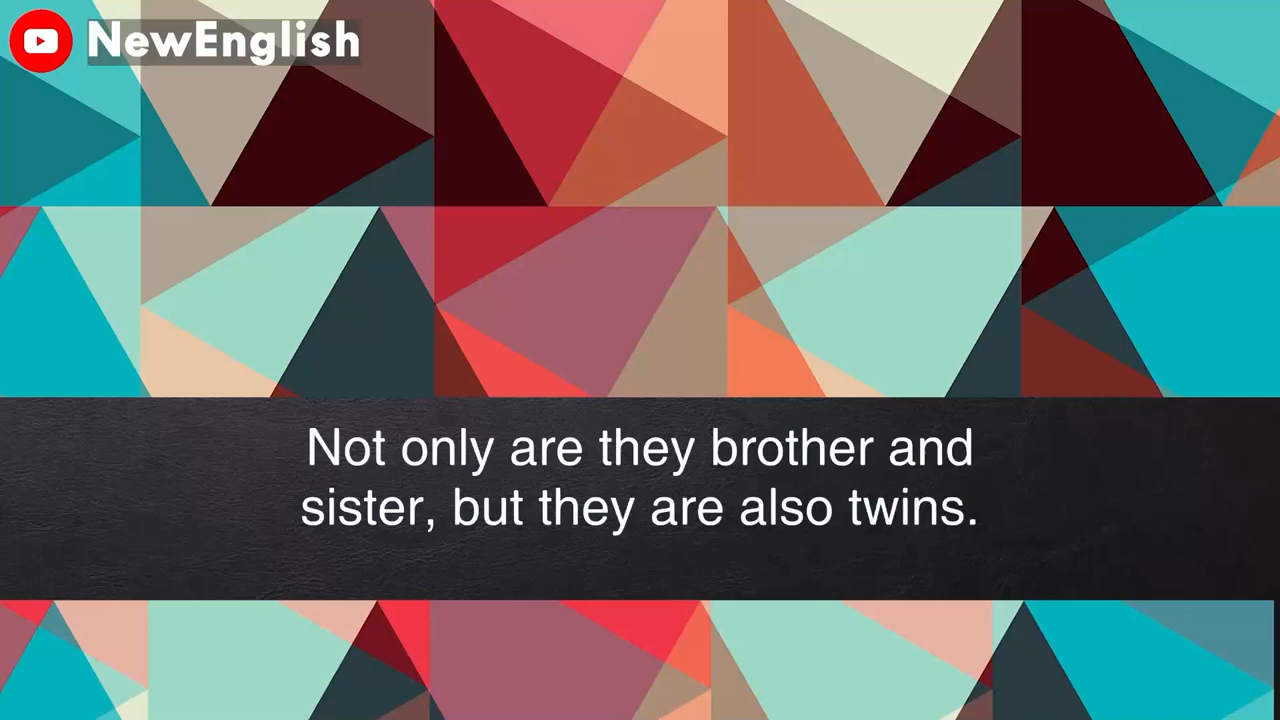 NewEnglish
Not only are they brother and
sister, but they are also twins.